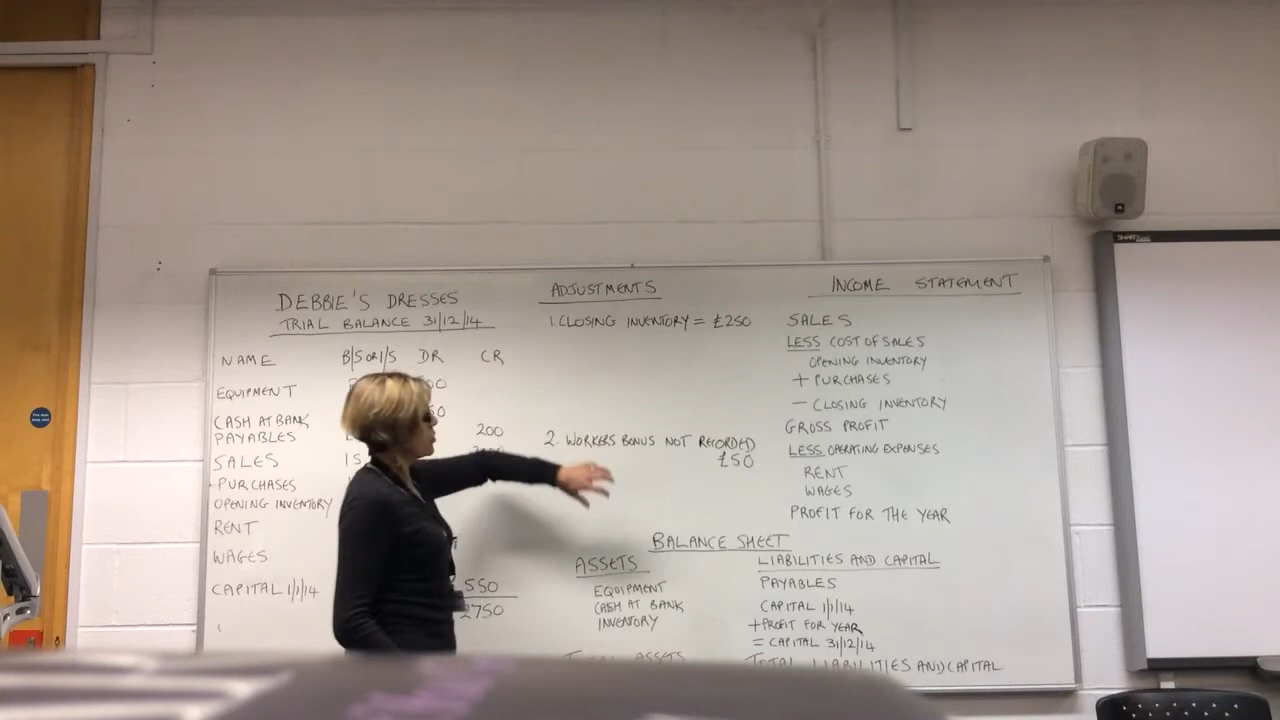 DEBBIE'S DRESSES
TRIAL BALANCE 31/12/14
NAME B/S OR I/S DR CR
EQUIPMENT
CASH AT BANK
PAYABLES 200
SALES IS
PURCHASES
OPENING INVENTORY
RENT
WAGES
CAPITAL 1/1/14 550
2750
ADJUSTMENTS
1. CLOSING INVENTORY = £250
2. WORKERS BONUS NOT RECORDED
£50
INCOME STATEMENT
SALES
LESS COST OF SALES
OPENING INVENTORY
+ PURCHASES
- CLOSING INVENTORY
GROSS PROFIT
LESS OPERATING EXPENSES
RENT
WAGES
PROFIT FOR THE YEAR
BALANCE SHEET
ASSETS
EQUIPMENT
CASH AT BANK
INVENTORY
TOTAL ASSETS
LIABILITIES AND CAPITAL
PAYABLES
CAPITAL 1/1/14
+ PROFIT FOR YEAR
= CAPITAL 31/12/14
TOTAL LIABILITIES AND CAPITAL
SMART